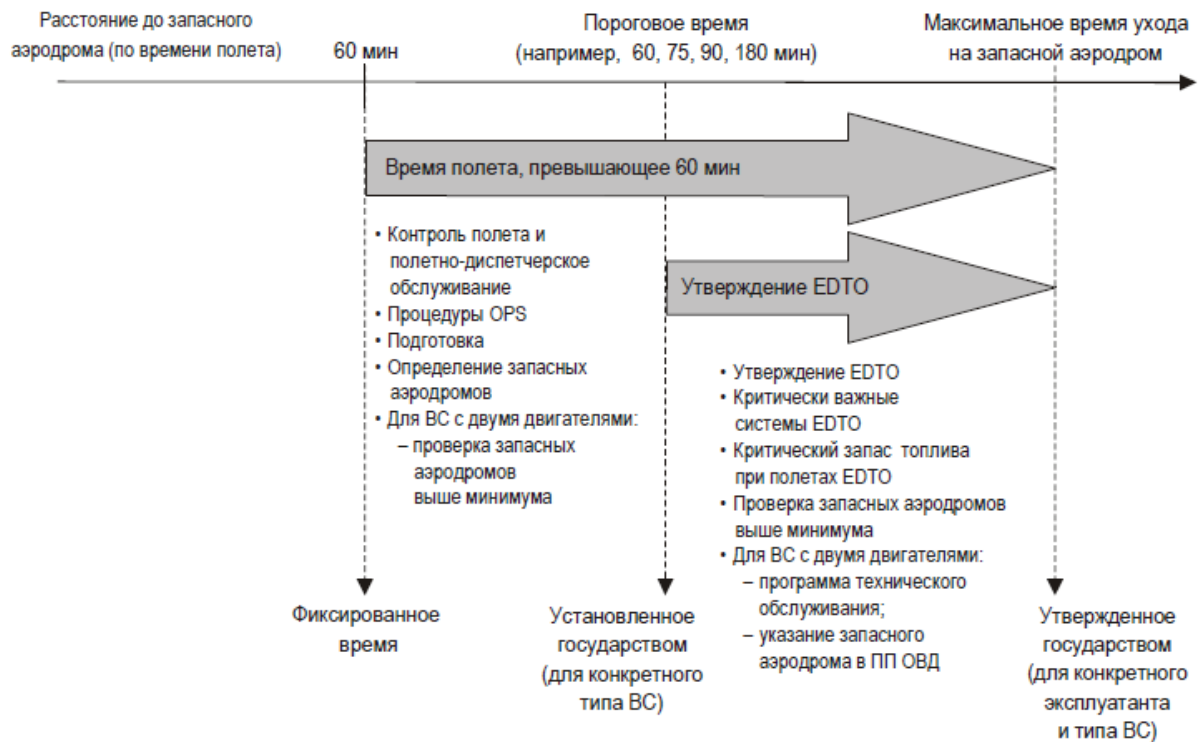 Расстояние до запасного
аэродрома (по времени полета)
60 мин
Пороговое время
(например, 60, 75, 90, 180 мин)
Максимальное время ухода
на запасной аэродром
Время полета, превышающее 60 мин
• Контроль полета и
полетно-диспетчерское
обслуживание
• Процедуры OPS
• Подготовка
• Определение запасных
аэродромов
• Для ВС с двумя двигателями:
– проверка запасных
аэродромов
выше минимума
Утверждение EDTO
• Утверждение EDTO
• Критически важные
системы EDTO
• Критический запас топлива
при полетах EDTO
• Проверка запасных аэродромов
выше минимума
• Для ВС с двумя двигателями:
– программа технического
обслуживания;
– указание запасного
аэродрома в ПП ОВД
Фиксированное
время
Установленное
государством
(для конкретного
типа ВС)
Утвержденное
государством
(для конкретного
эксплуатанта
и типа ВС)